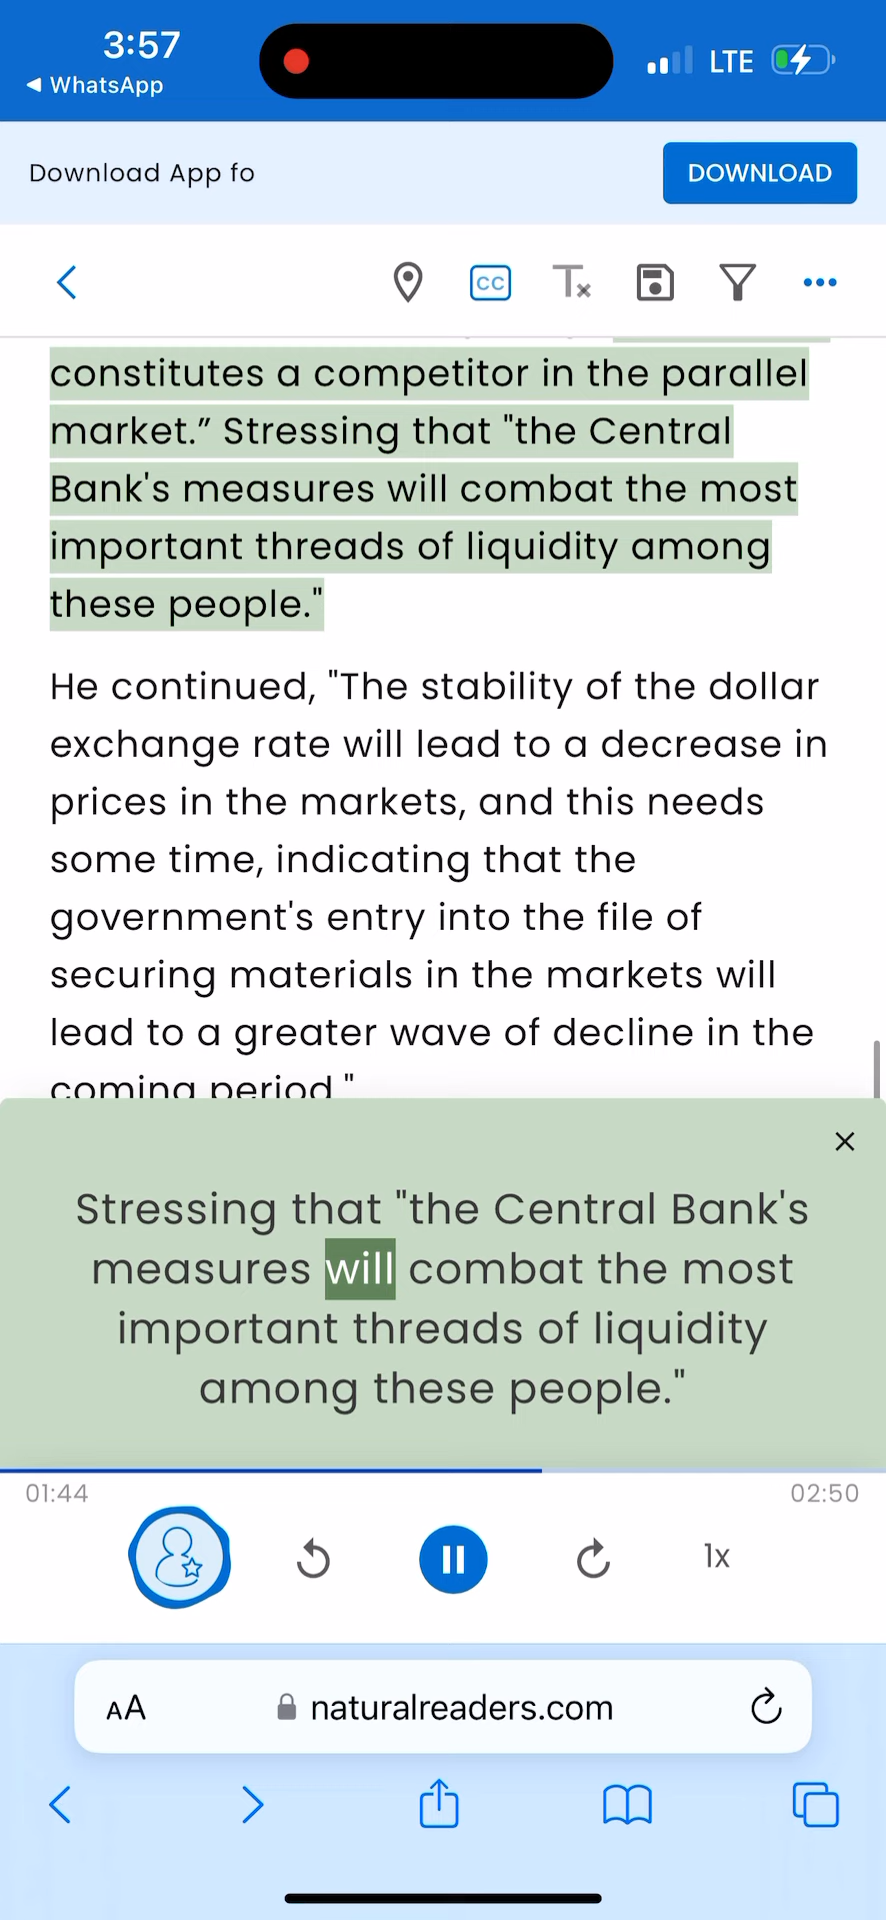 3:57
LTE
◀ WhatsApp
Download App fo
DOWNLOAD
CC
constitutes a competitor in the parallel
market.” Stressing that "the Central
Bank's measures will combat the most
important threads of liquidity among
these people."
He continued, "The stability of the dollar
exchange rate will lead to a decrease in
prices in the markets, and this needs
some time, indicating that the
government's entry into the file of
securing materials in the markets will
lead to a greater wave of decline in the
coming period."
Stressing that "the Central Bank's
measures will combat the most
important threads of liquidity
among these people."
01:44
02:50
1x
AA
naturalreaders.com